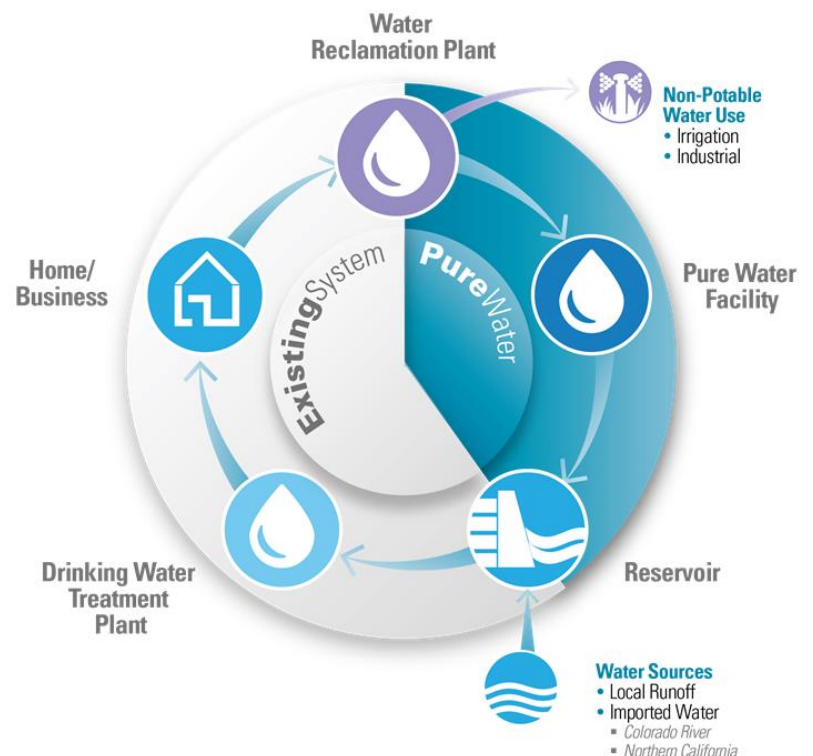 Water
Reclamation Plant
Non-Potable
Water Use
• Irrigation
• Industrial
Home/
Business
ExistingSystem
PureWater
Pure Water
Facility
Drinking Water
Treatment
Plant
Reservoir
Water Sources
• Local Runoff
• Imported Water
▪ Colorado River
▪ Northern California